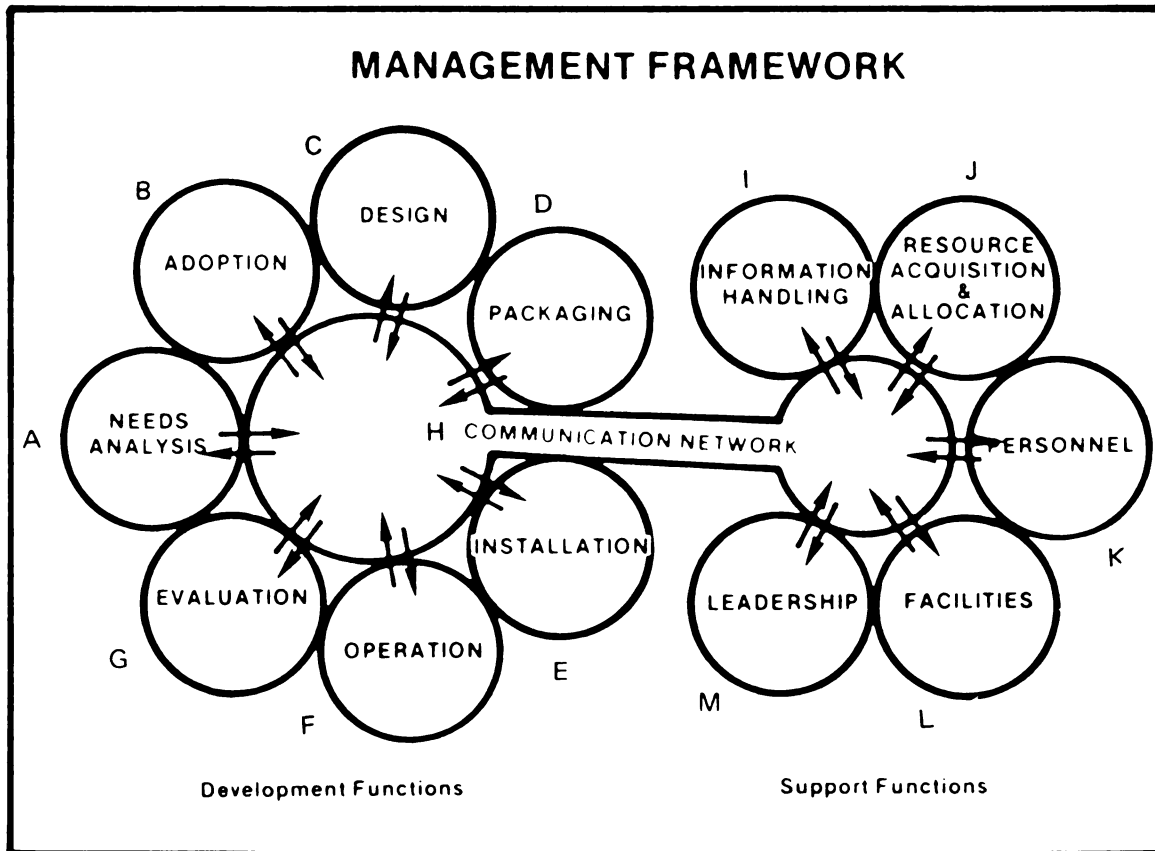 MANAGEMENT FRAMEWORK
C
B
D
I
J
DESIGN
ADOPTION
PACKAGING
INFORMATION
HANDLING
RESOURCE
ACQUISITION
&
ALLOCATION
A
NEEDS
ANALYSIS
H COMMUNICATION NETWORK
PERSONNEL
K
EVALUATION
G
OPERATION
F
INSTALLATION
E
LEADERSHIP
M
FACILITIES
L
Development Functions
Support Functions